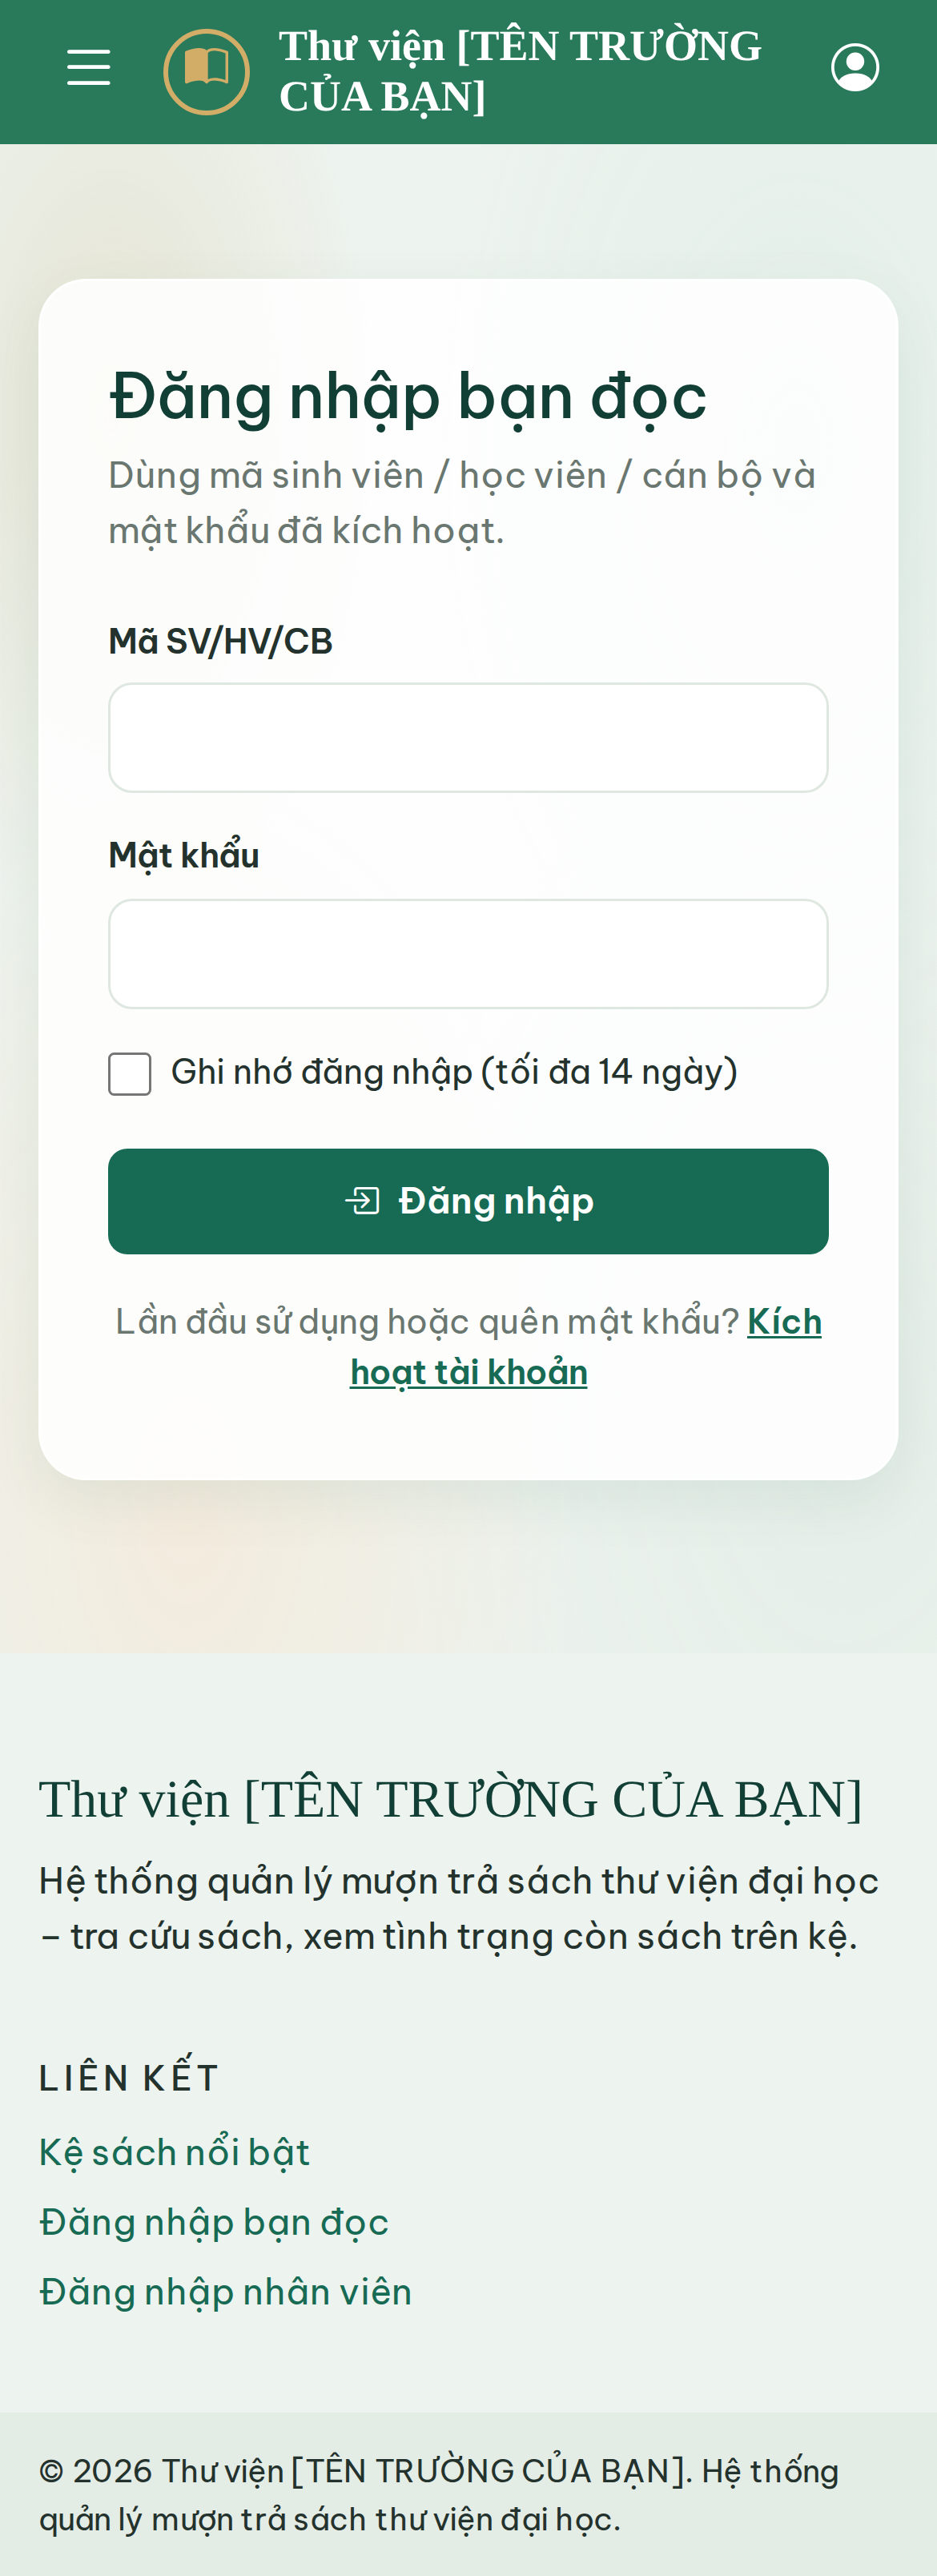 Thư viện [TÊN TRƯỜNG
CỦA BẠN]
Đăng nhập bạn đọc
Dùng mã sinh viên / học viên / cán bộ và
mật khẩu đã kích hoạt.
Mã SV/HV/CB
Mật khẩu
Ghi nhớ đăng nhập (tối đa 14 ngày)
Đăng nhập
Lần đầu sử dụng hoặc quên mật khẩu? Kích
hoạt tài khoản
Thư viện [TÊN TRƯỜNG CỦA BẠN]
Hệ thống quản lý mượn trả sách thư viện đại học
– tra cứu sách, xem tình trạng còn sách trên kệ.
LIÊN KẾT
Kệ sách nổi bật
Đăng nhập bạn đọc
Đăng nhập nhân viên
© 2026 Thư viện [TÊN TRƯỜNG CỦA BẠN]. Hệ thống
quản lý mượn trả sách thư viện đại học.